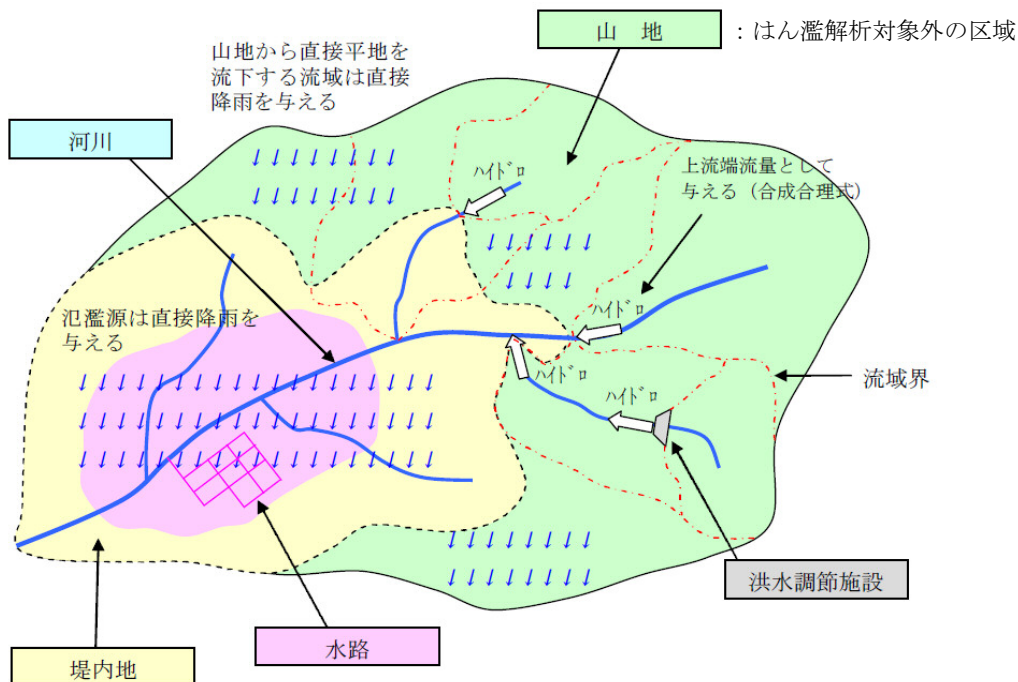 山　地
：はん濫解析対象外の区域
山地から直接平地を
流下する流域は直接
降雨を与える
河川
ﾊｲﾄﾞﾛ
上流端流量として
与える（合成合理式）
氾濫源は直接降雨を
与える
ﾊｲﾄﾞﾛ
ﾊｲﾄﾞﾛ
流域界
ﾊｲﾄﾞﾛ
洪水調節施設
水路
堤内地